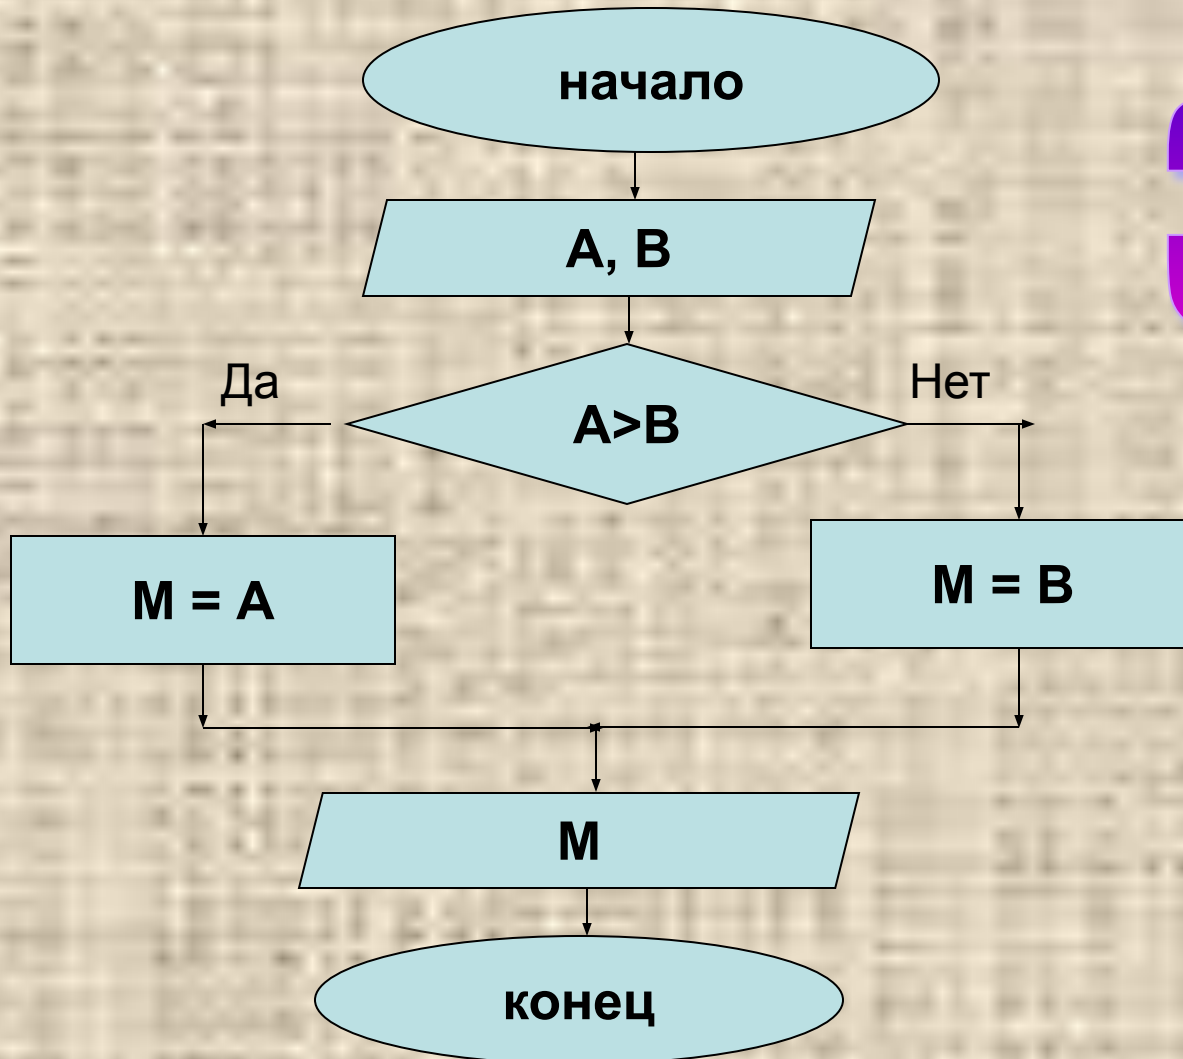 начало
A, B
Да
Нет
A>B
M = A
M = B
M
конец